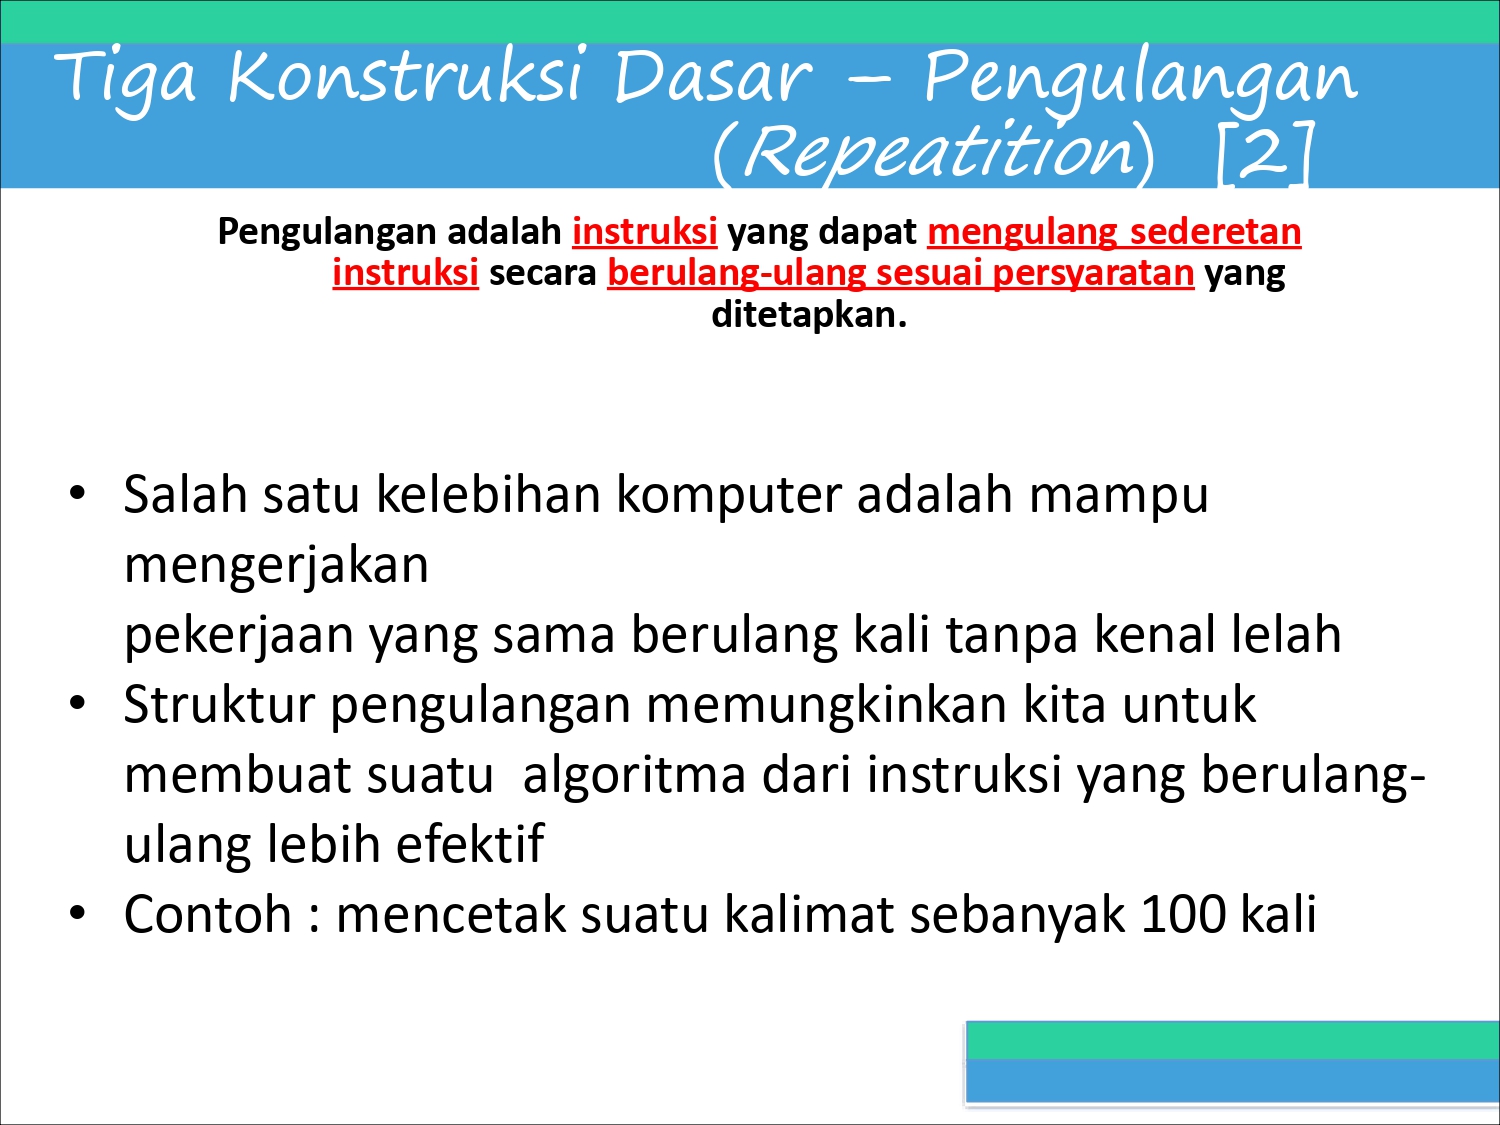 Tiga Konstruksi Dasar – Pengulangan
(Repeatition) [2]
Pengulangan adalah instruksi yang dapat mengulang sederetan
instruksi secara berulang-ulang sesuai persyaratan yang
ditetapkan.
• Salah satu kelebihan komputer adalah mampu
mengerjakan
pekerjaan yang sama berulang kali tanpa kenal lelah
• Struktur pengulangan memungkinkan kita untuk
membuat suatu algoritma dari instruksi yang berulang-
ulang lebih efektif
• Contoh : mencetak suatu kalimat sebanyak 100 kali